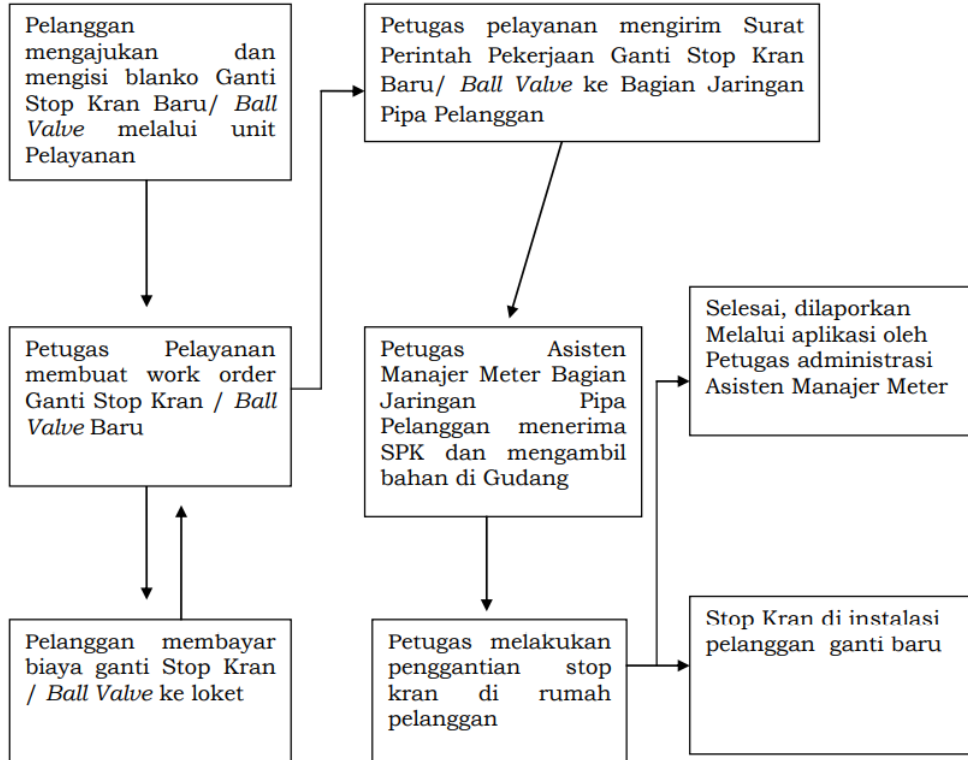 Pelanggan
mengajukan dan
mengisi blanko Ganti
Stop Kran Baru/ Ball
Valve melalui unit
Pelayanan
Petugas Pelayanan
membuat work order
Ganti Stop Kran / Ball
Valve Baru
Pelanggan membayar
biaya ganti Stop Kran
/ Ball Valve ke loket
Petugas pelayanan mengirim Surat
Perintah Pekerjaan Ganti Stop Kran
Baru/ Ball Valve ke Bagian Jaringan
Pipa Pelanggan
Petugas Asisten
Manajer Meter Bagian
Jaringan Pipa
Pelanggan menerima
SPK dan mengambil
bahan di Gudang
Petugas melakukan
penggantian stop
kran di rumah
pelanggan
Selesai, dilaporkan
Melalui aplikasi oleh
Petugas administrasi
Asisten Manajer Meter
Stop Kran di instalasi
pelanggan ganti baru